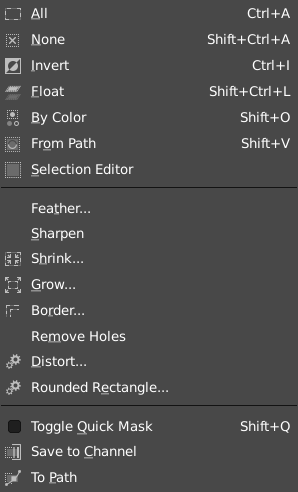 All Ctrl+A
None Shift+Ctrl+A
Invert Ctrl+I
Float Shift+Ctrl+L
By Color Shift+O
From Path Shift+V
Selection Editor
Feather...
Sharpen
Shrink...
Grow...
Border...
Remove Holes
Distort...
Rounded Rectangle...
Toggle Quick Mask Shift+Q
Save to Channel
To Path